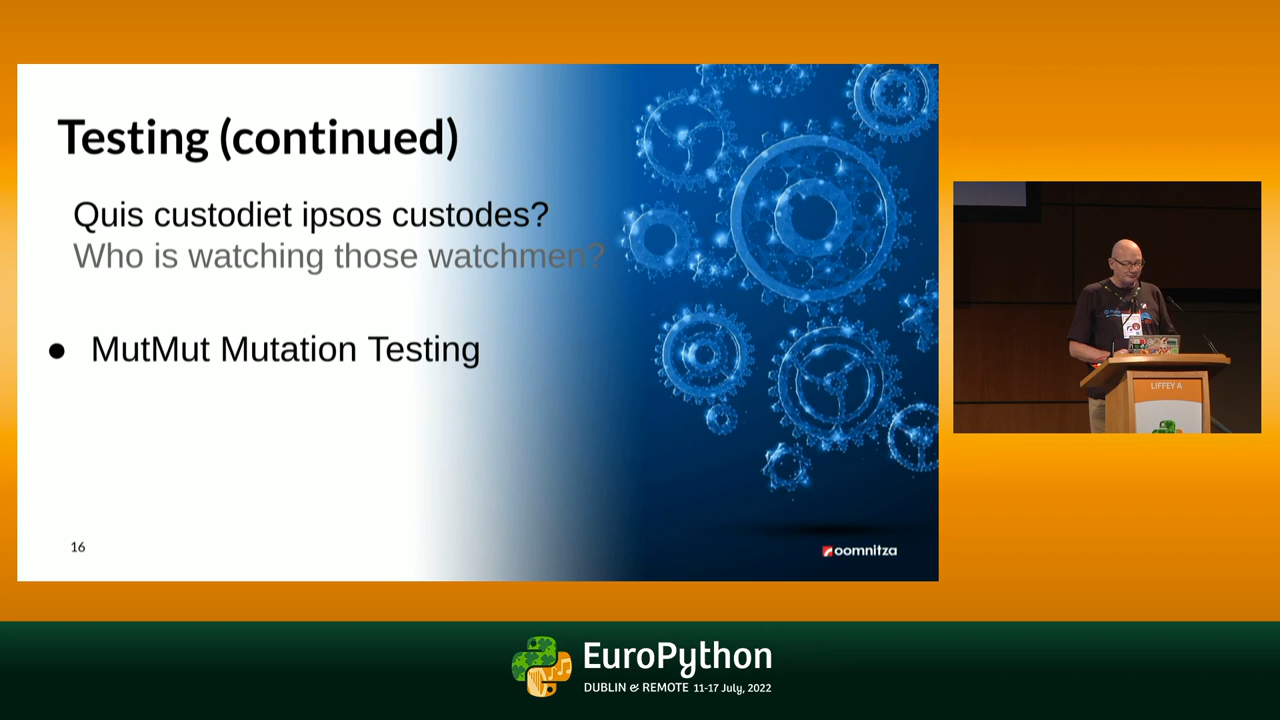 Testing (continued)
Quis custodiet ipsos custodes?
Who is watching those watchmen?
● MutMut Mutation Testing
16
oomnitza
LIFFEY A
EuroPython
DUBLIN & REMOTE 11-17 July, 2022